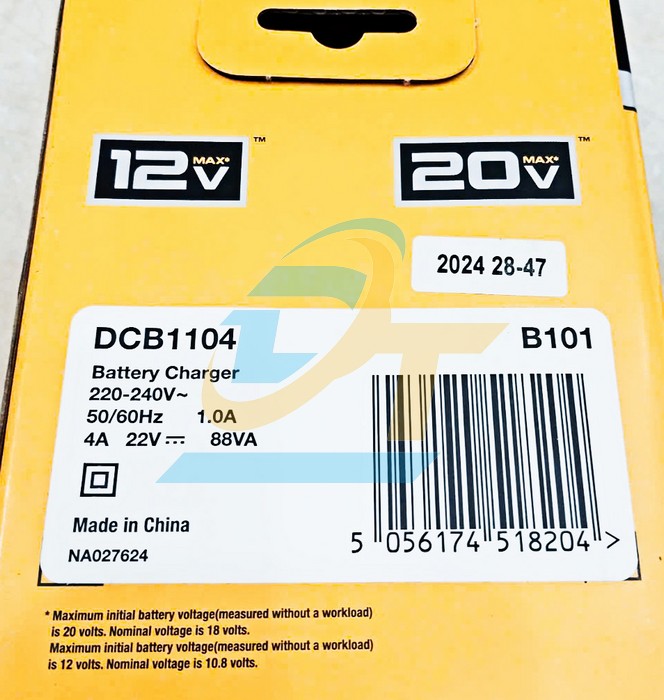 12V MAX* ™
20V MAX* ™
2024 28-47
DCB1104 B101
Battery Charger
220-240V~
50/60Hz 1.0A
4A 22V⎓ 88VA
Made in China
NA027624
5 056174 518204 >
* Maximum initial battery voltage(measured without a workload)
is 20 volts. Nominal voltage is 18 volts.
Maximum initial battery voltage(measured without a workload)
is 12 volts. Nominal voltage is 10.8 volts.
LDT